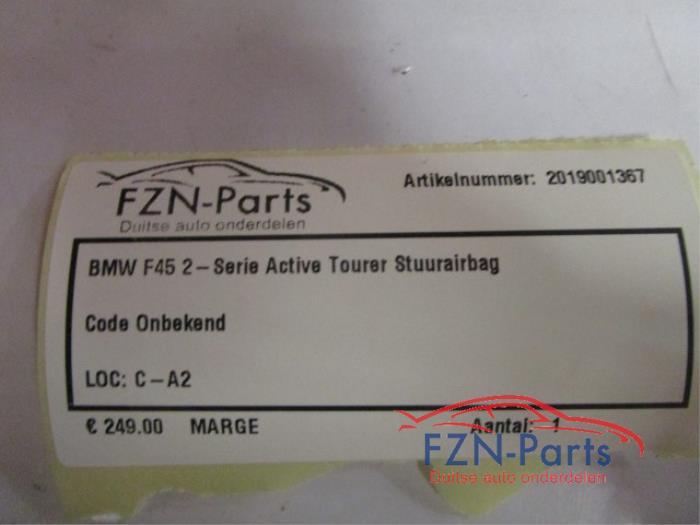 FZN-Parts
Duitse auto onderdelen
Artikelnummer: 2019001367
BMW F45 2-Serie Active Tourer Stuurairbag
Code Onbekend
LOC: C-A2
€ 249.00 MARGE
Aantal: 1
FZN-Parts
Duitse auto onderdelen